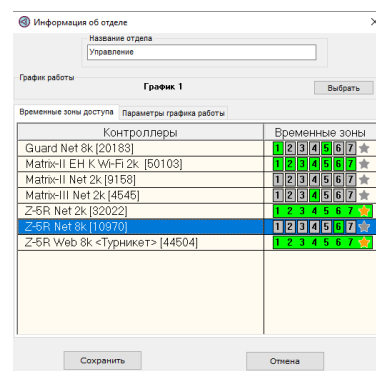 Информация об отделе
Название отдела
Управление
График работы
График 1
Выбрать
Временные зоны доступа Параметры графика работы
Контроллеры Временные зоны
Guard Net 8k [20183] 1 2 3 4 5 6 7
Matrix-II EH K Wi-Fi 2k [50103] 1 2 3 4 5 6 7
Matrix-II Net 2k [9158] 1 2 3 4 5 6 7
Matrix-III Net 2k [4545] 1 2 3 4 5 6 7
Z-5R Net 2k [32022] 1 2 3 4 5 6 7
Z-5R Net 8k [10970] 1 2 3 4 5 6 7
Z-5R Web 8k <Турникет> [44504] 1 2 3 4 5 6 7
Сохранить Отмена